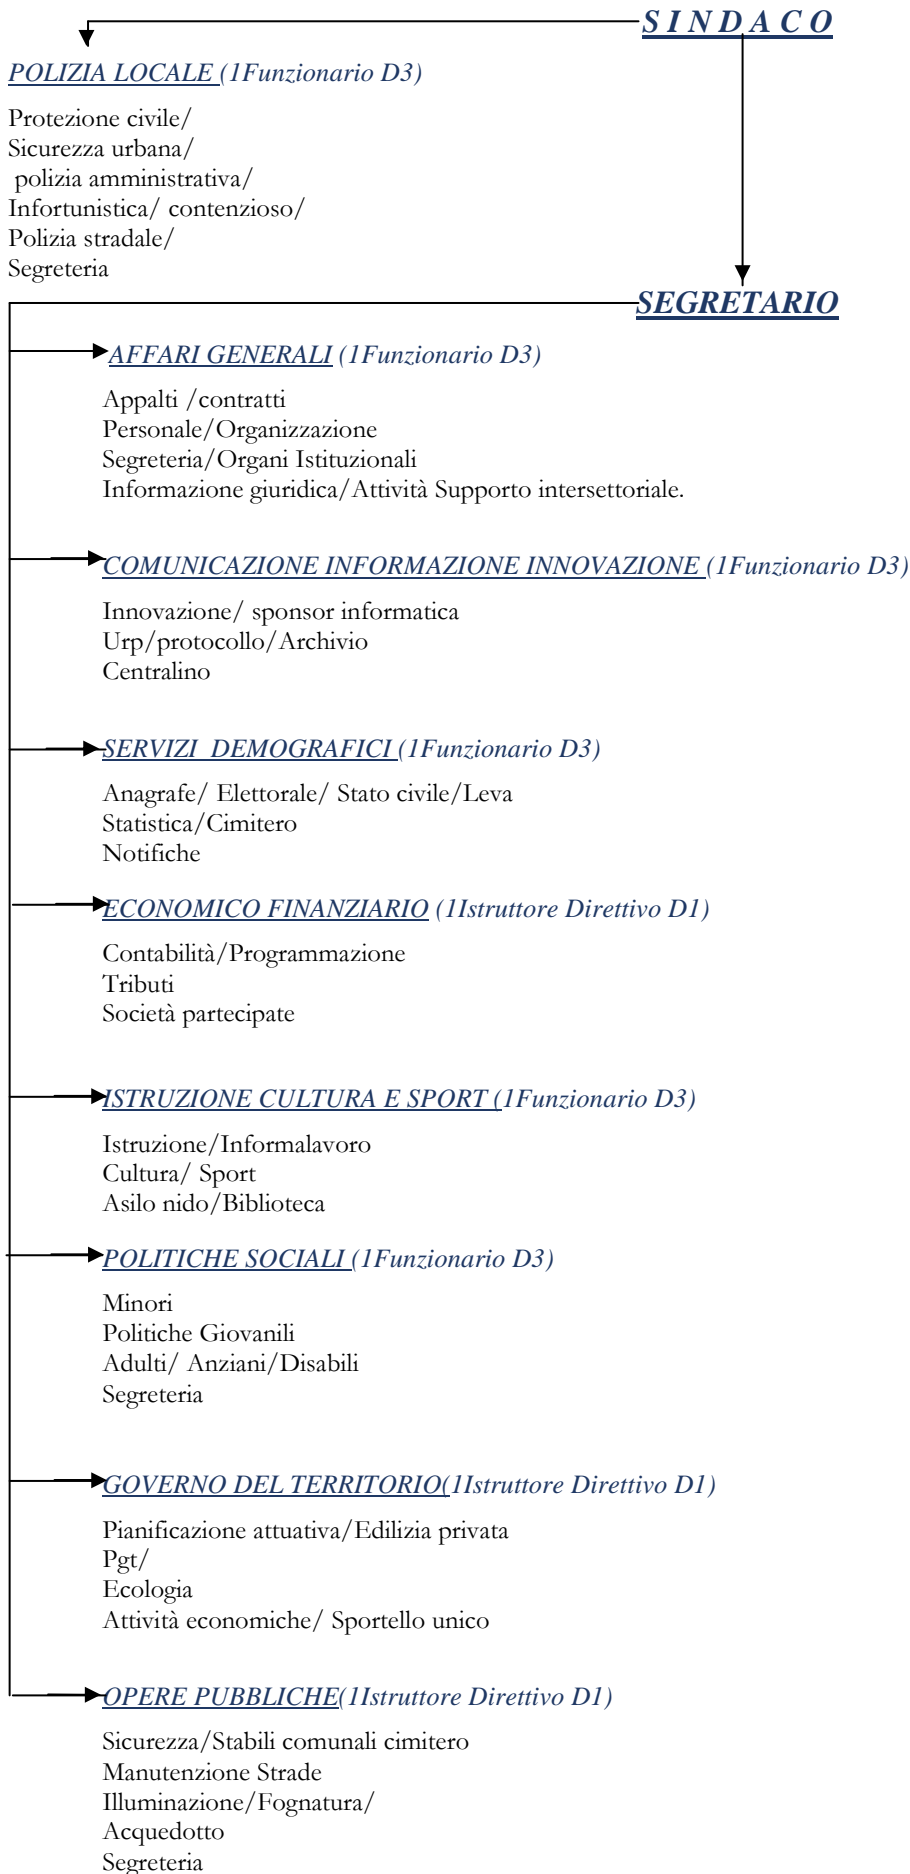 S I N D A C O
POLIZIA LOCALE (1Funzionario D3)
Protezione civile/
Sicurezza urbana/
polizia amministrativa/
Infortunistica/ contenzioso/
Polizia stradale/
Segreteria
SEGRETARIO
AFFARI GENERALI (1Funzionario D3)
Appalti /contratti
Personale/Organizzazione
Segreteria/Organi Istituzionali
Informazione giuridica/Attività Supporto intersettoriale.
COMUNICAZIONE INFORMAZIONE INNOVAZIONE (1Funzionario D3)
Innovazione/ sponsor informatica
Urp/protocollo/Archivio
Centralino
SERVIZI  DEMOGRAFICI (1Funzionario D3)
Anagrafe/ Elettorale/ Stato civile/Leva
Statistica/Cimitero
Notifiche
ECONOMICO FINANZIARIO (1Istruttore Direttivo D1)
Contabilità/Programmazione
Tributi
Società partecipate
ISTRUZIONE CULTURA E SPORT (1Funzionario D3)
Istruzione/Informalavoro
Cultura/ Sport
Asilo nido/Biblioteca
POLITICHE SOCIALI (1Funzionario D3)
Minori
Politiche Giovanili
Adulti/ Anziani/Disabili
Segreteria
GOVERNO DEL TERRITORIO(1Istruttore Direttivo D1)
Pianificazione attuativa/Edilizia privata
Pgt/
Ecologia
Attività economiche/ Sportello unico
OPERE PUBBLICHE(1Istruttore Direttivo D1)
Sicurezza/Stabili comunali cimitero
Manutenzione Strade
Illuminazione/Fognatura/
Acquedotto
Segreteria